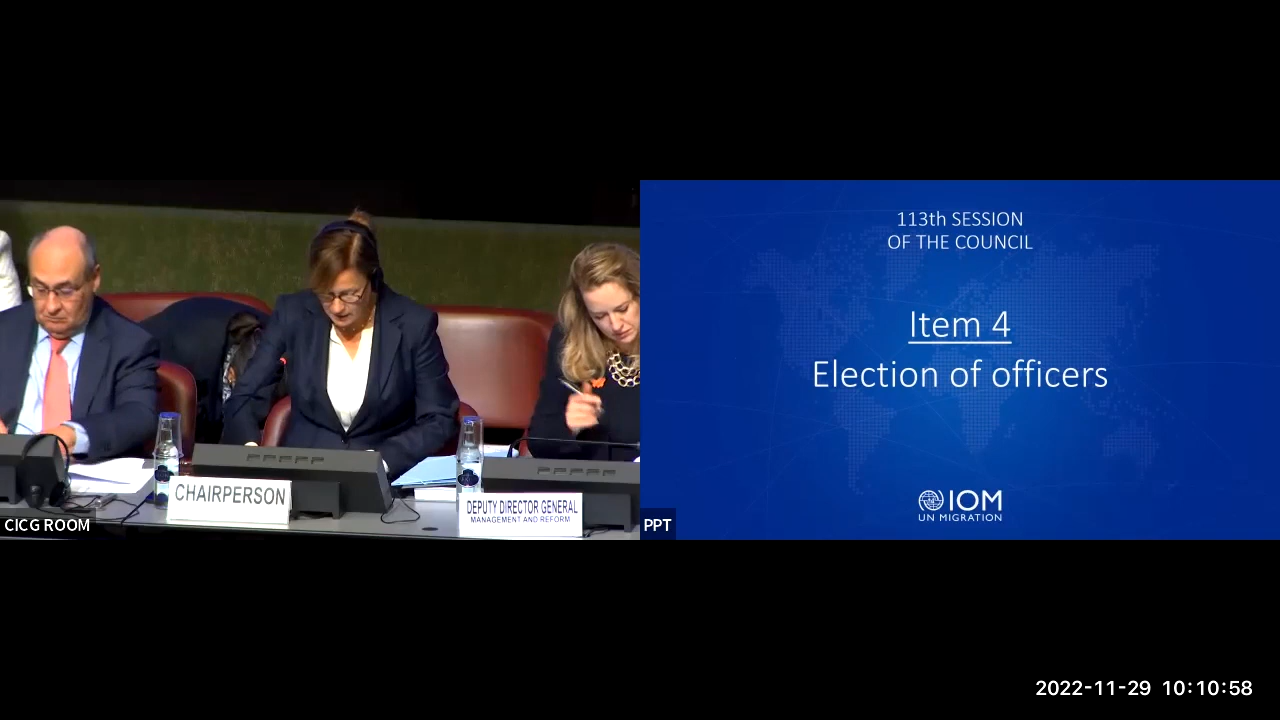 CHAIRPERSON
DEPUTY DIRECTOR GENERAL
MANAGEMENT AND REFORM
CICG ROOM
113th SESSION
OF THE COUNCIL
Item 4
Election of officers
IOM
UN MIGRATION
PPT
2022-11-29 10:10:58